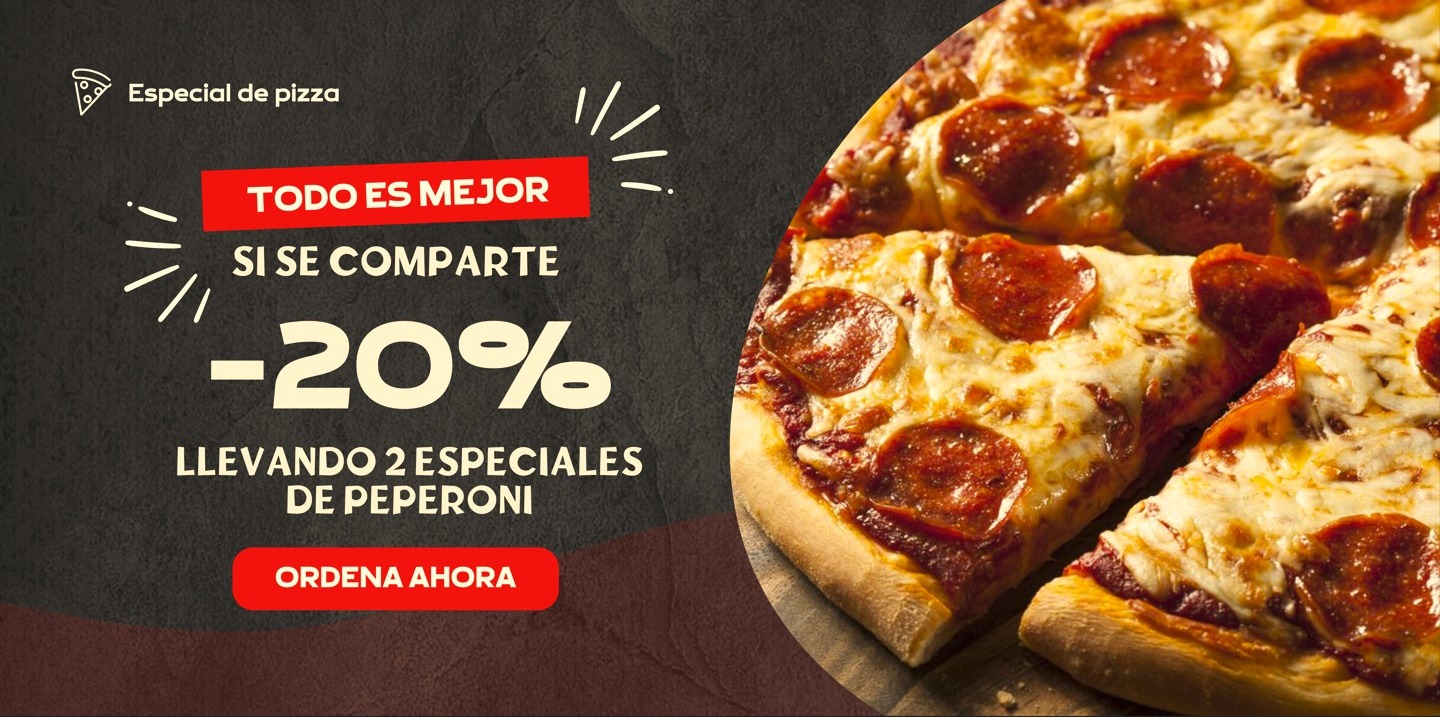 Especial de pizza
TODO ES MEJOR
SI SE COMPARTE
-20%
LLEVANDO 2 ESPECIALES
DE PEPERONI
ORDENA AHORA